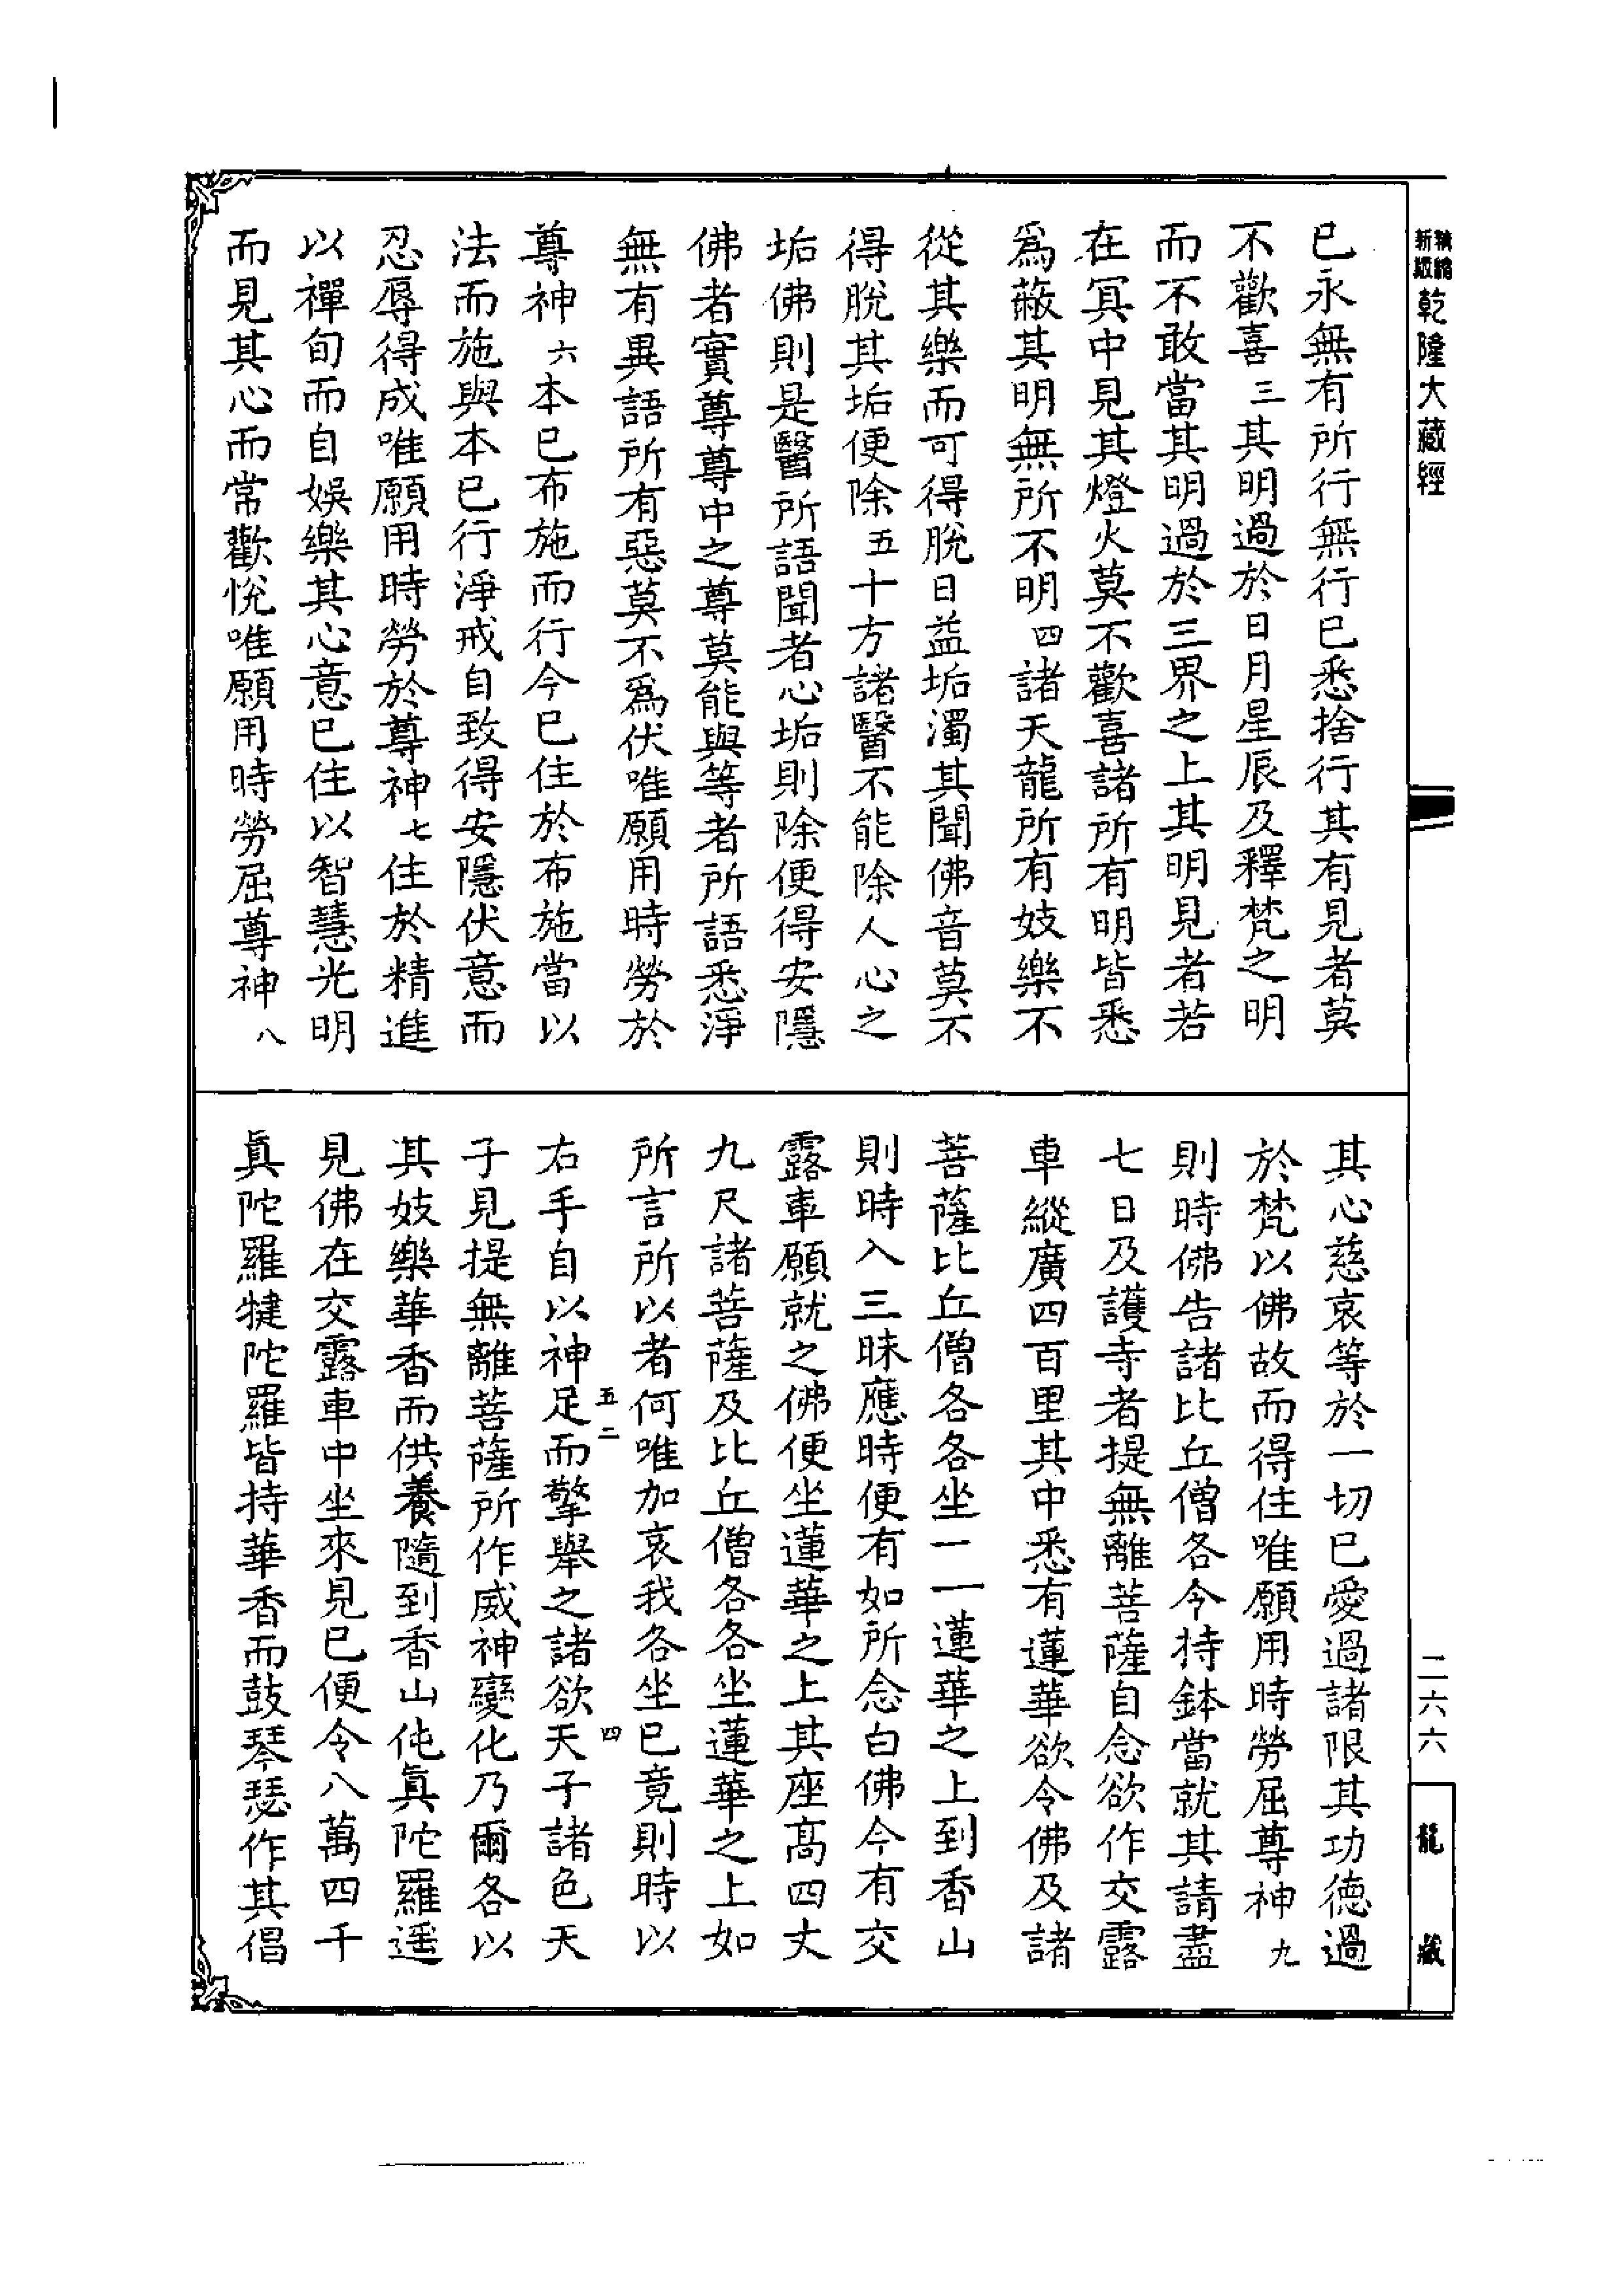 新縮
精版
乾隆大藏經
已永無有所行無行已悉捨行其有見者莫
不歡喜三其明過於日月星辰及釋梵之明
而不敢當其明過於三界之上其明見者若
在冥中見其燈火莫不歡喜諸所有明皆悉
爲蔽其明無所不明四諸天龍所有妓樂不
從其樂而可得脫日益垢濁其聞佛音莫不
得脫其垢便除五十方諸醫不能除人心之
垢佛則是醫所語聞者心垢則除便得安隱
佛者實尊尊中之尊莫能與等者所語悉淨
無有異語所有惡莫不爲伏唯願用時勞於
尊神六本已布施而行今已住於布施當以
法而施與本已行淨戒自致得安隱伏意而
忍辱得成唯願用時勞於尊神七住於精進
以禪旬而自娛樂其心意已住以智慧光明
而見其心而常歡悅唯願用時勞屈尊神八
其心慈哀等於一切已愛過諸限其功德過
於梵以佛故而得住唯願用時勞屈尊神九
則時佛告諸比丘僧各令持鉢當就其請盡
七日及護寺者提無離菩薩自念欲作交露
車縱廣四百里其中悉有蓮華欲令佛及諸
菩薩比丘僧各各坐一一蓮華之上到香山
則時入三昧應時便有如所念白佛今有交
露車願就之佛便坐蓮華之上其座高四丈
九尺諸菩薩及比丘僧各各坐蓮華之上如
所言所以者何唯加哀我各坐已竟則時以
五二
四
右手自以神足而擎舉之諸欲天子諸色天
子見提無離菩薩所作威神變化乃爾各以
其妓樂華香而供養隨到香山伅眞陀羅遥
見佛在交露車中坐來見已便令八萬四千
眞陀羅犍陀羅皆持華香而鼓琴瑟作其倡
二六六
龍藏